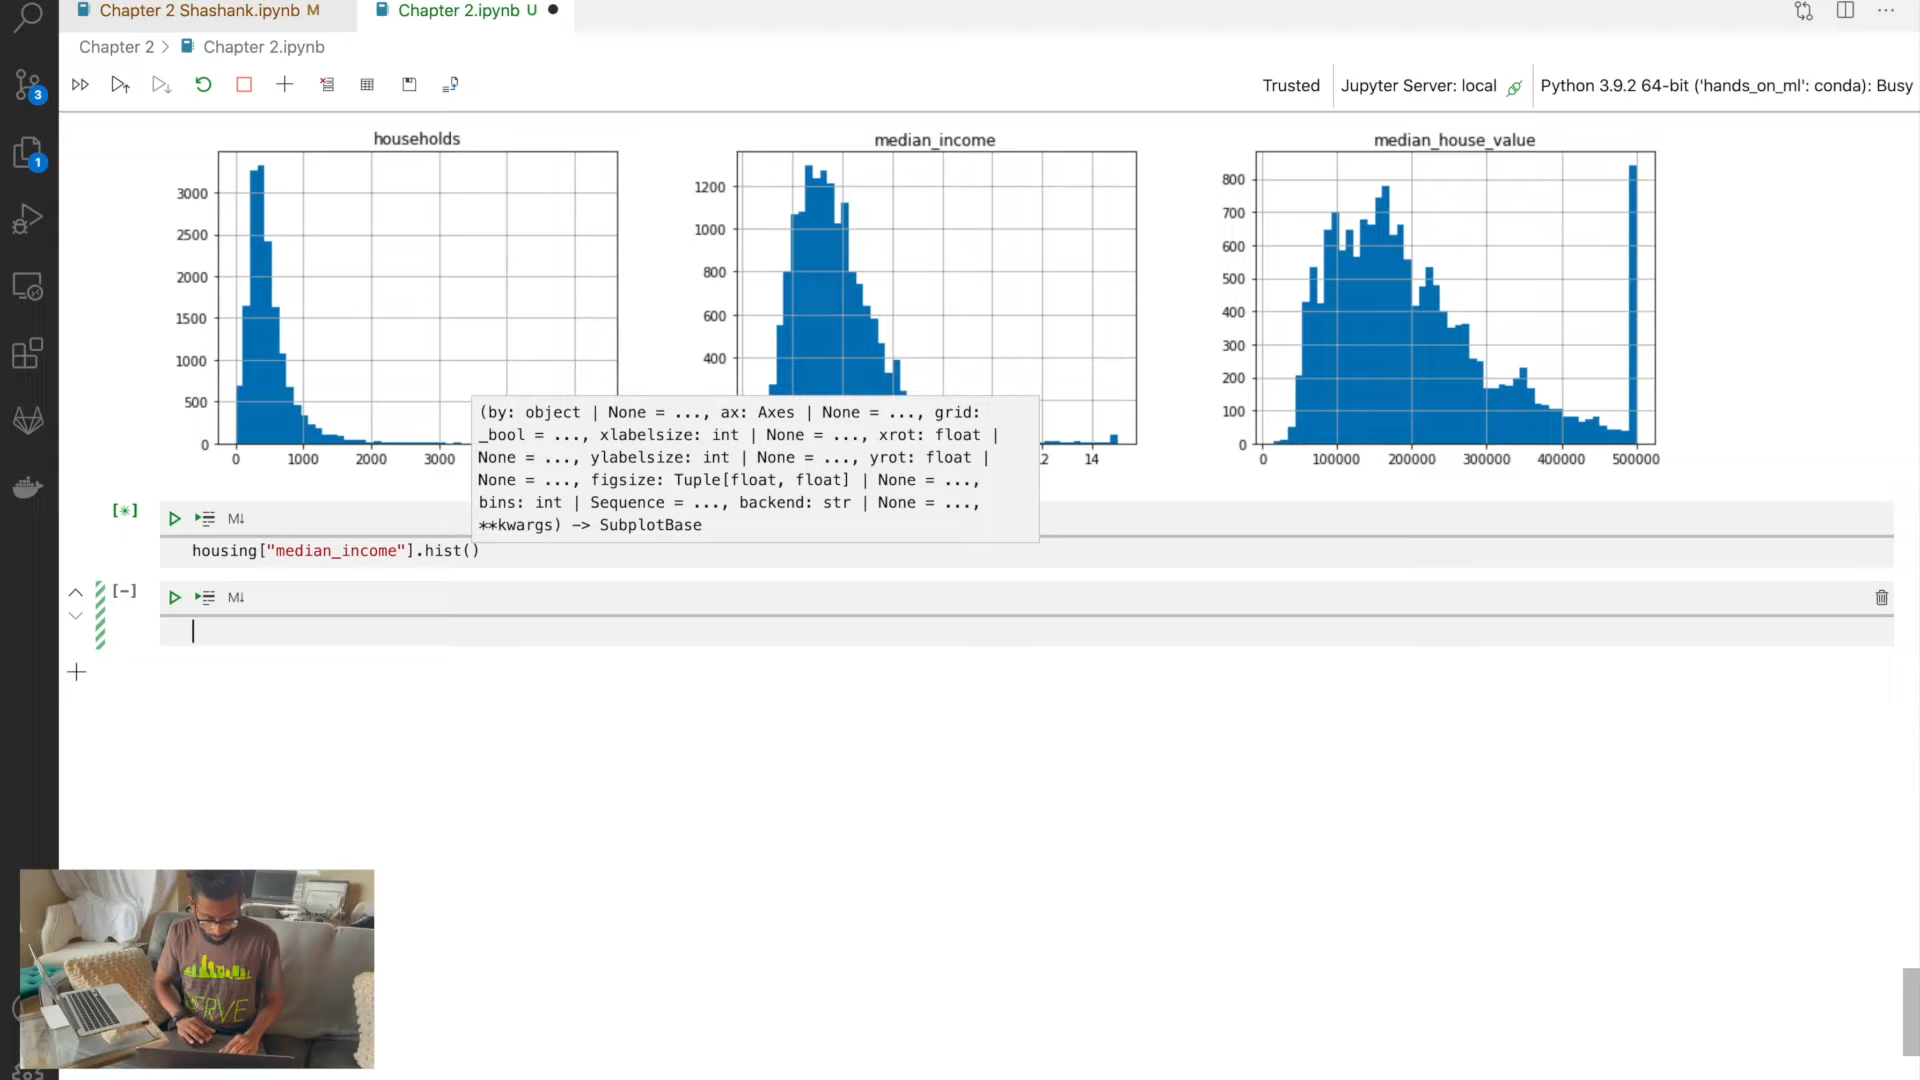 Chapter 2 Shashank.ipynb M
Chapter 2.ipynb U
Chapter 2 > Chapter 2.ipynb
3
1
Trusted
Jupyter Server: local
Python 3.9.2 64-bit ('hands_on_ml': conda): Busy
households
3000
2500
2000
1500
1000
500
0
0 1000 2000 3000
median_income
1200
1000
800
600
400
2 14
median_house_value
800
700
600
500
400
300
200
100
0
0 100000 200000 300000 400000 500000
(by: object | None = ..., ax: Axes | None = ..., grid:
_bool = ..., xlabelsize: int | None = ..., xrot: float |
None = ..., ylabelsize: int | None = ..., yrot: float |
None = ..., figsize: Tuple[float, float] | None = ...,
bins: int | Sequence = ..., backend: str | None = ...,
**kwargs) -> SubplotBase
[*]
M↓
housing["median_income"].hist()
[-]
M↓
SERVE